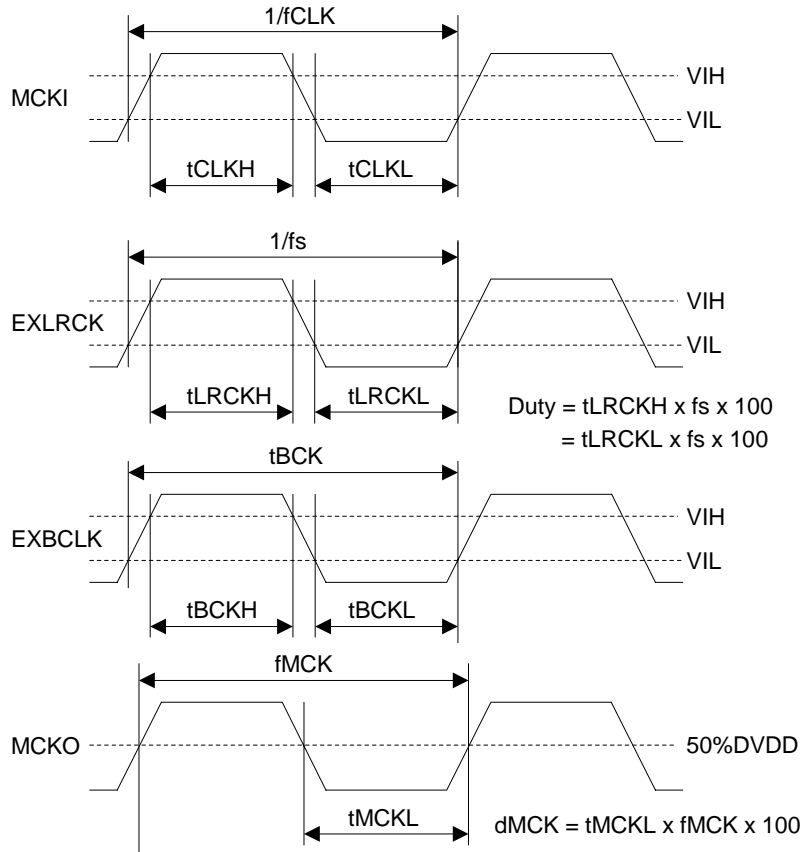 1/fCLK
VIH
MCKI
VIL
tCLKH
tCLKL
1/fs
VIH
EXLRCK
VIL
tLRCKH
tLRCKL
Duty = tLRCKH x fs x 100
= tLRCKL x fs x 100
tBCK
VIH
EXBCLK
VIL
tBCKH
tBCKL
fMCK
MCKO
50%DVDD
tMCKL
dMCK = tMCKL x fMCK x 100